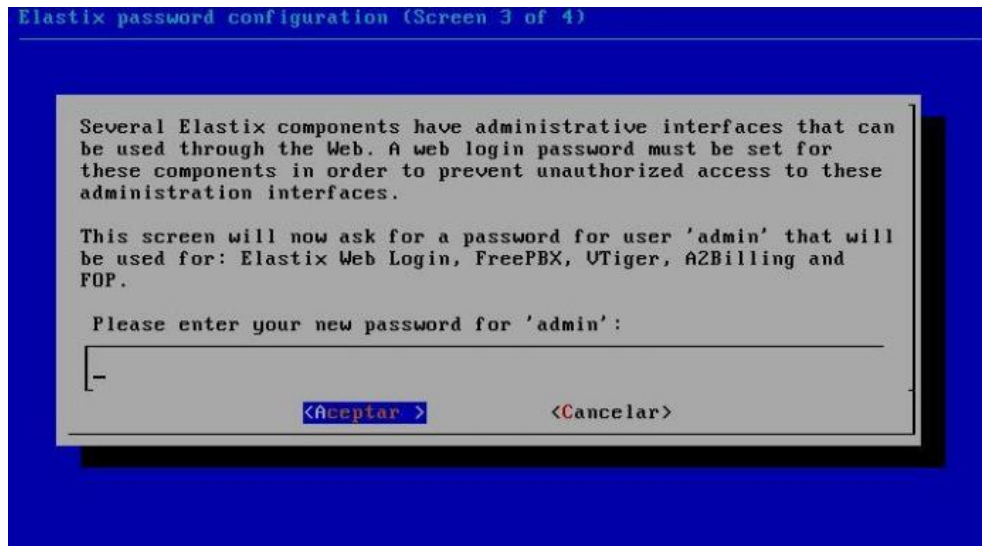 Elastix password configuration (Screen 3 of 4)
Several Elastix components have administrative interfaces that can
be used through the Web. A web login password must be set for
these components in order to prevent unauthorized access to these
administration interfaces.
This screen will now ask for a password for user 'admin' that will
be used for: Elastix Web Login, FreePBX, VTiger, A2Billing and
FOP.
Please enter your new password for 'admin':
<Aceptar > <Cancelar>